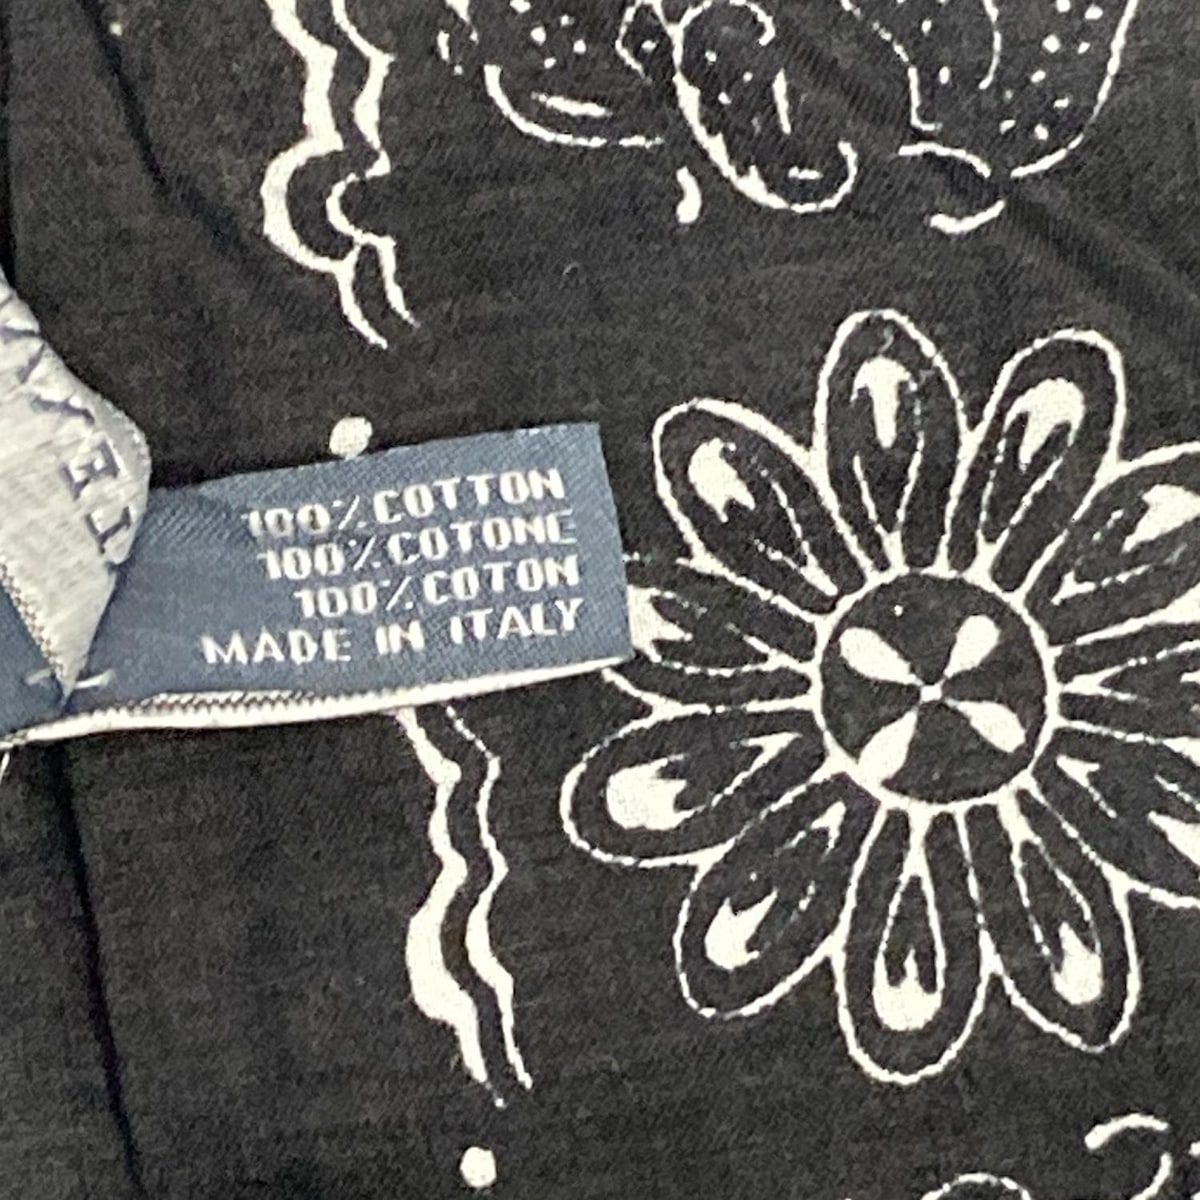 100% COTTON
100% COTONE
100% COTON
MADE IN ITALY